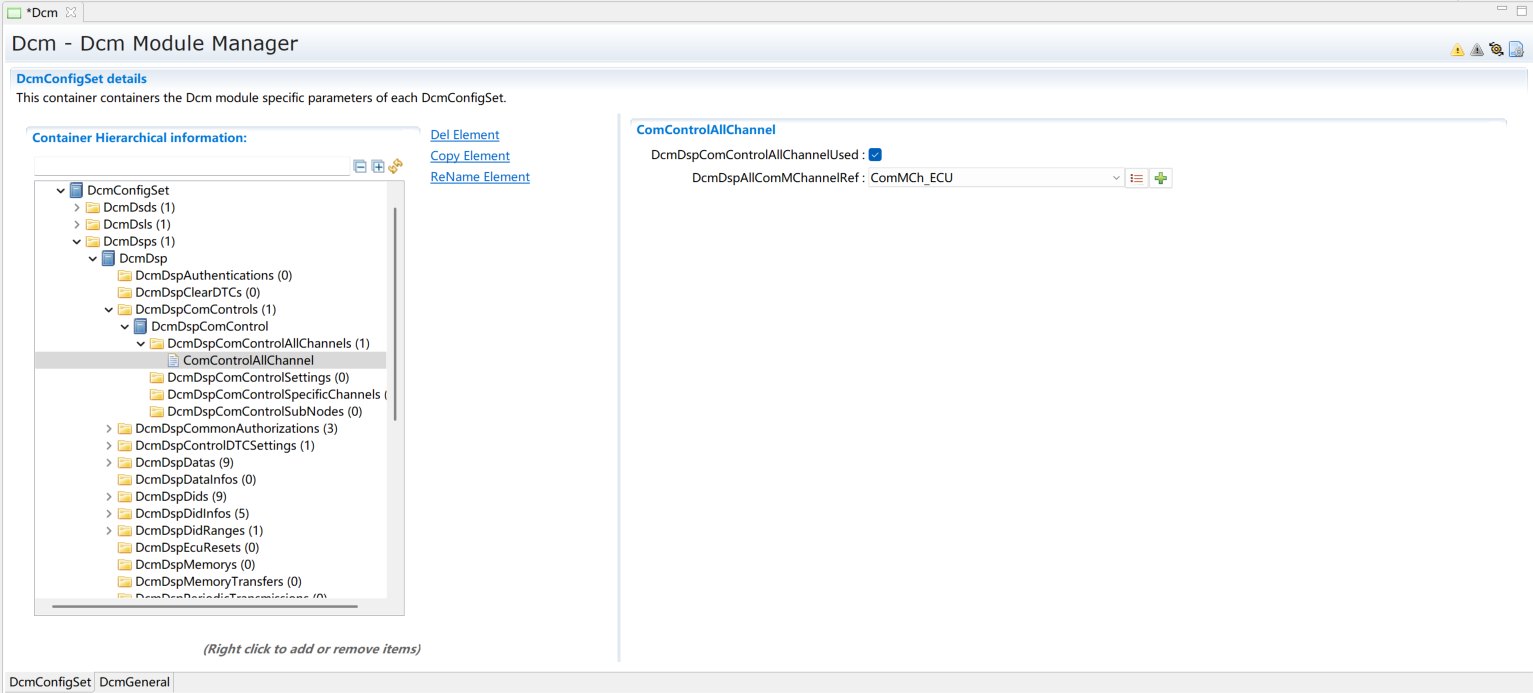 *Dcm
Dcm - Dcm Module Manager
DcmConfigSet details
This container containers the Dcm module specific parameters of each DcmConfigSet.
Container Hierarchical information:
Del Element
Copy Element
ReName Element
DcmConfigSet
DcmDsds (1)
DcmDsls (1)
DcmDsps (1)
DcmDsp
DcmDspAuthentications (0)
DcmDspClearDTCs (0)
DcmDspComControls (1)
DcmDspComControl
DcmDspComControlAllChannels (1)
ComControlAllChannel
DcmDspComControlSettings (0)
DcmDspComControlSpecificChannels (
DcmDspComControlSubNodes (0)
DcmDspCommonAuthorizations (3)
DcmDspControlDTCSettings (1)
DcmDspDatas (9)
DcmDspDataInfos (0)
DcmDspDids (9)
DcmDspDidInfos (5)
DcmDspDidRanges (1)
DcmDspEcuResets (0)
DcmDspMemorys (0)
DcmDspMemoryTransfers (0)
DcmDspPeriodicTransmissions (0)
(Right click to add or remove items)
ComControlAllChannel
DcmDspComControlAllChannelUsed :
DcmDspAllComMChannelRef : ComMCh_ECU
DcmConfigSet DcmGeneral